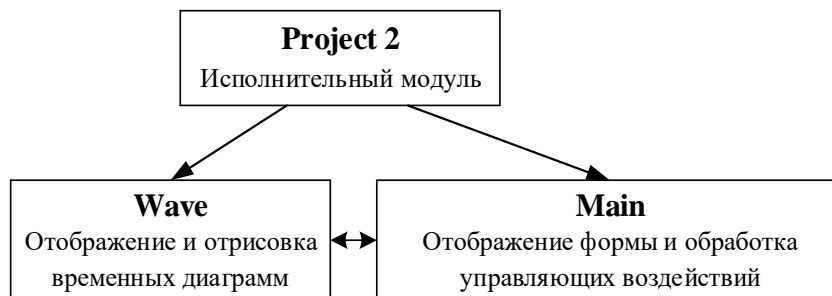 Project 2
Исполнительный модуль
Wave
Отображение и отрисовка
временных диаграмм
Main
Отображение формы и обработка
управляющих воздействий